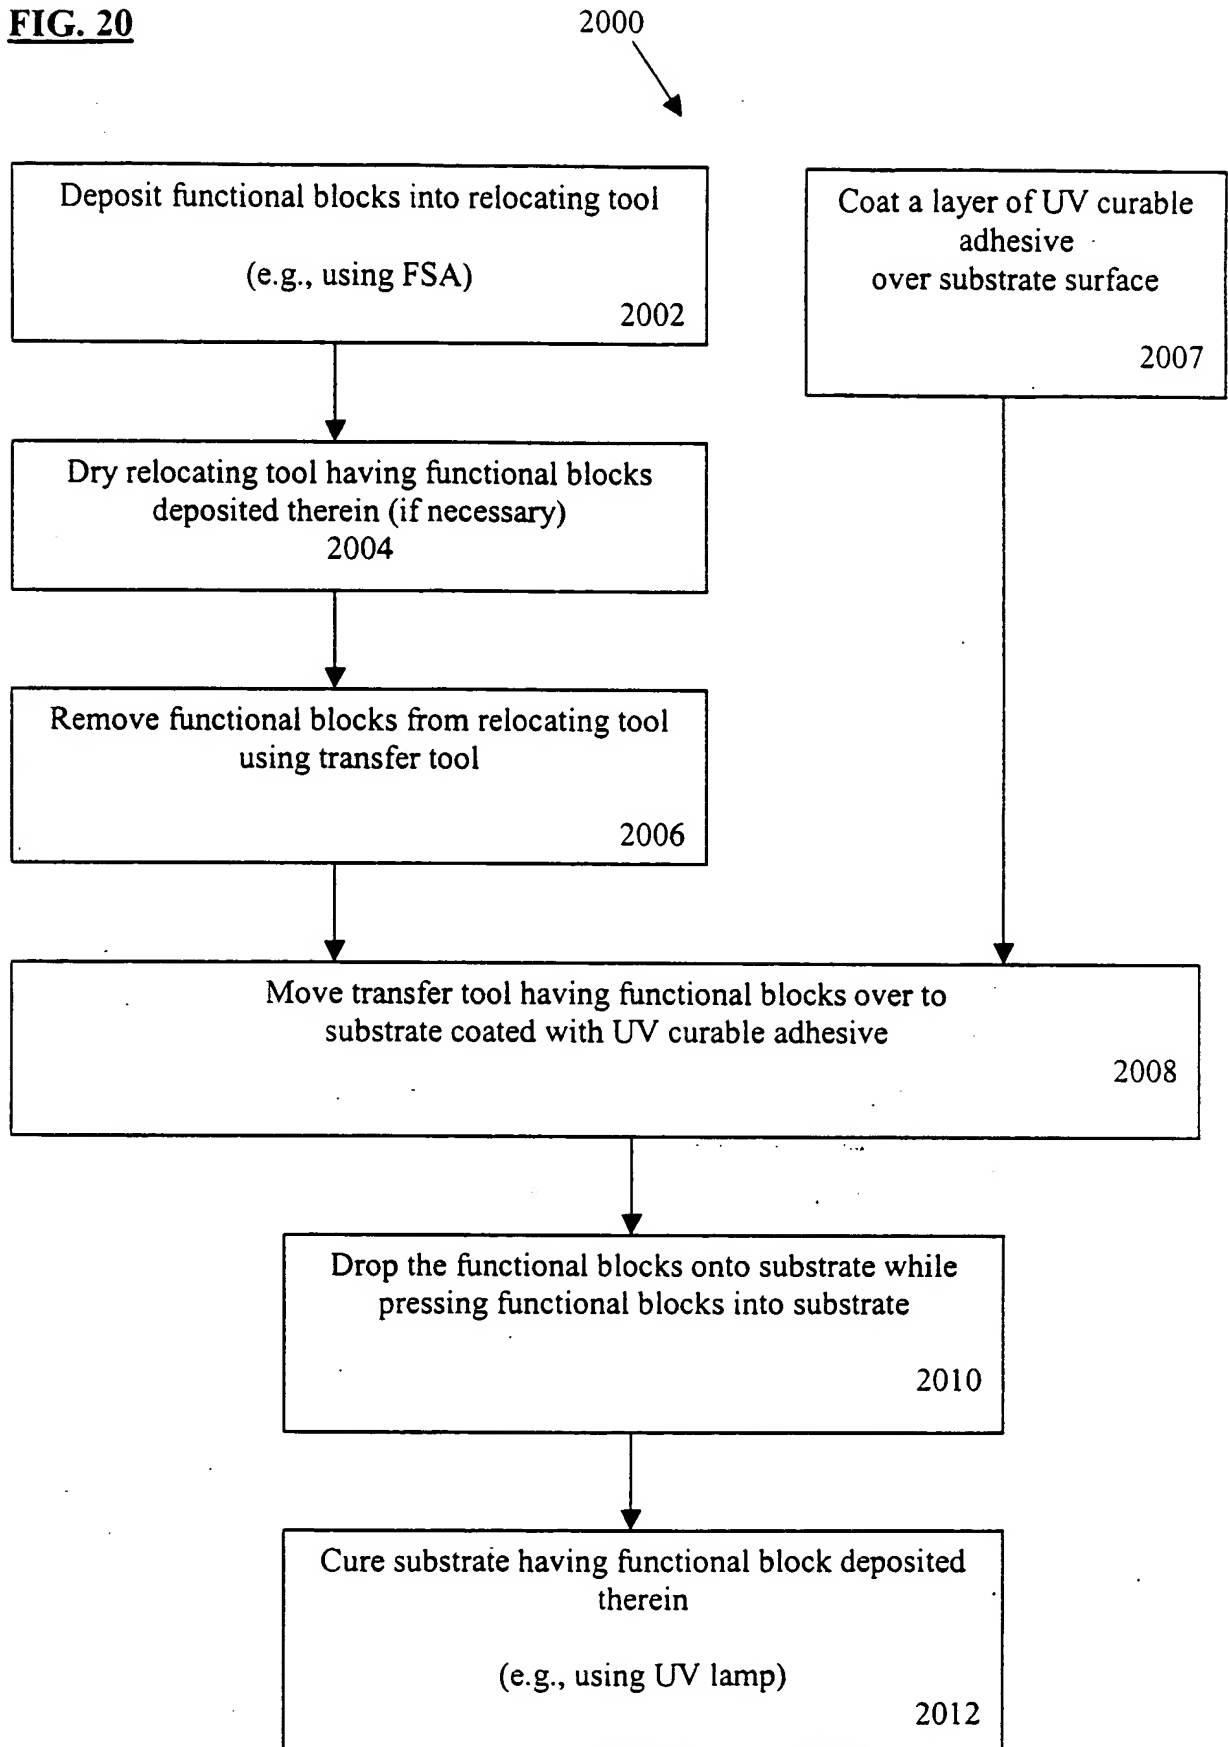 FIG. 20
2000
Deposit functional blocks into relocating tool
(e.g., using FSA)
2002
Coat a layer of UV curable
adhesive
over substrate surface
2007
Dry relocating tool having functional blocks
deposited therein (if necessary)
2004
Remove functional blocks from relocating tool
using transfer tool
2006
Move transfer tool having functional blocks over to
substrate coated with UV curable adhesive
2008
Drop the functional blocks onto substrate while
pressing functional blocks into substrate
2010
Cure substrate having functional block deposited
therein
(e.g., using UV lamp)
2012